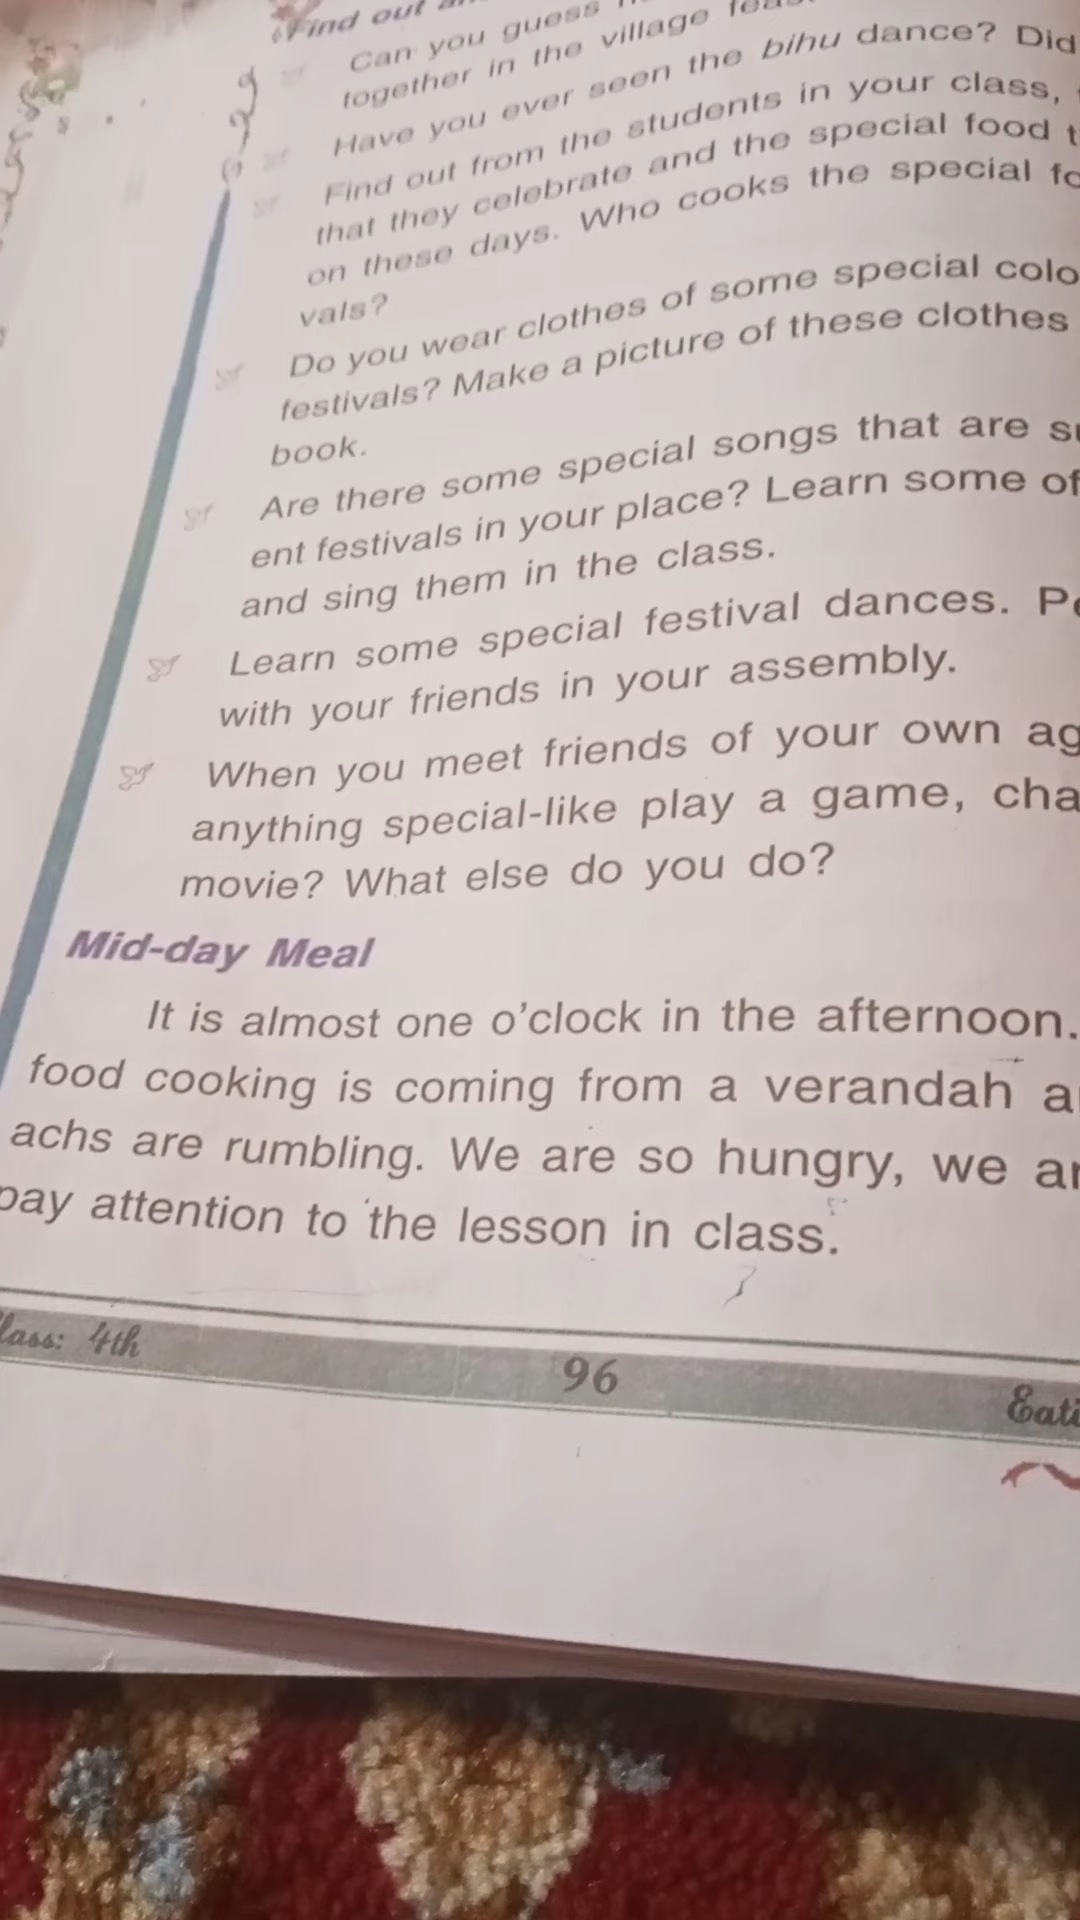 Find out
Can you guess
together in the village
Have you ever seen the bihu dance? Did
Find out from the students in your class,
that they celebrate and the special food
on these days. Who cooks the special
vals?
Do you wear clothes of some special colo
festivals? Make a picture of these clothes
book.
Are there some special songs that are
ent festivals in your place? Learn some of
and sing them in the class.
Learn some special festival dances.
with your friends in your assembly.
When you meet friends of your own ag
anything special-like play a game, cha
movie? What else do you do?
Mid-day Meal
It is almost one o'clock in the afternoon.
food cooking is coming from a verandah a
achs are rumbling. We are so hungry, we ar
pay attention to the lesson in class.
lass: 4th
96
Eati